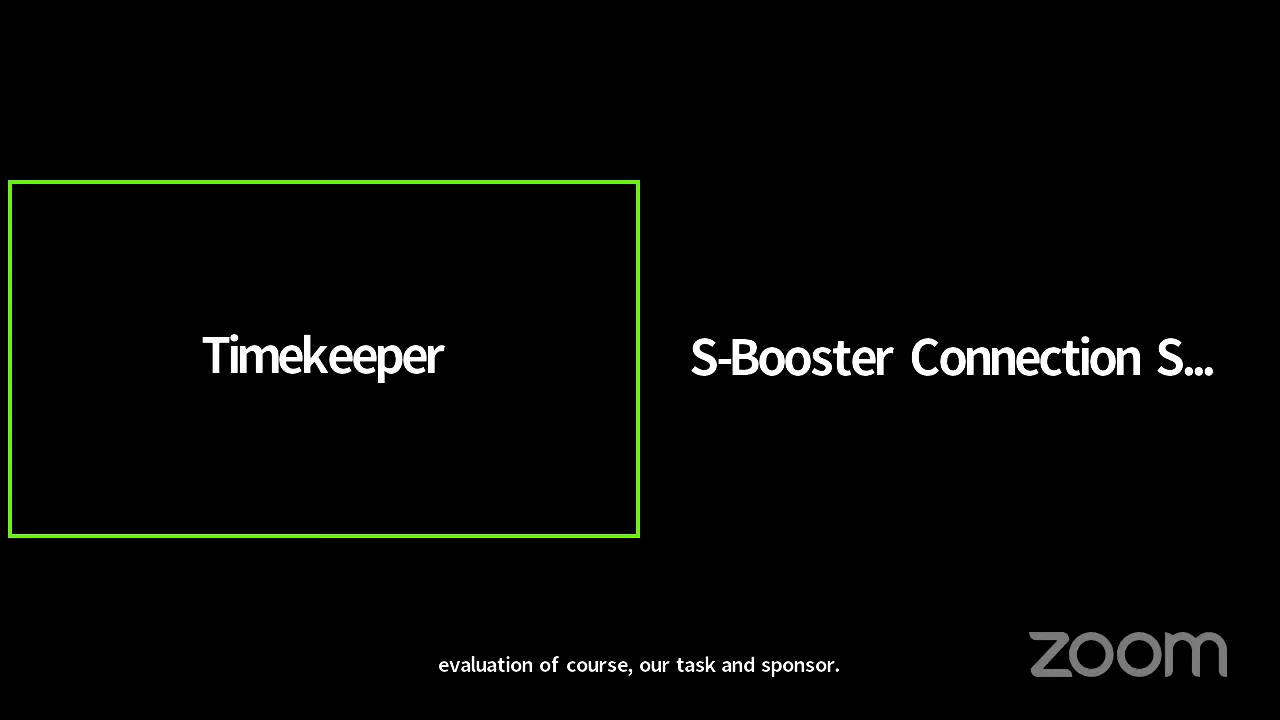 Timekeeper
S-Booster Connection S...
evaluation of course, our task and sponsor.
zoom